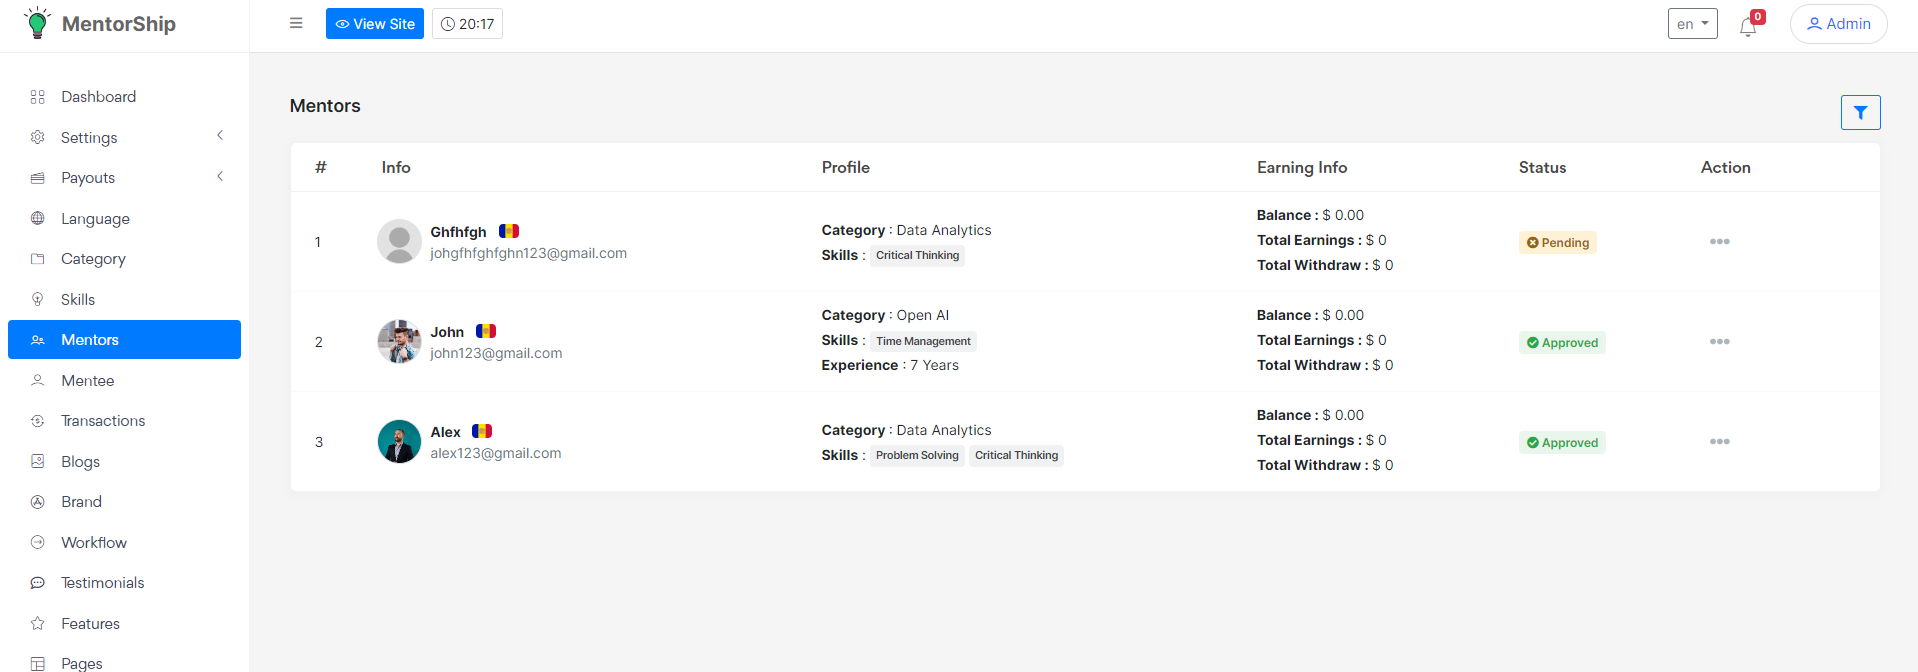 MentorShip
View Site
20:17
en
0
Admin
Dashboard
Settings
Payouts
Language
Category
Skills
Mentors
Mentee
Transactions
Blogs
Brand
Workflow
Testimonials
Features
Pages
Mentors
# Info Profile Earning Info Status Action
1
Ghfhfgh
johgfhfghfghn123@gmail.com
Category : Data Analytics
Skills : Critical Thinking
Balance : $ 0.00
Total Earnings : $ 0
Total Withdraw : $ 0
Pending
2
John
john123@gmail.com
Category : Open AI
Skills : Time Management
Experience : 7 Years
Balance : $ 0.00
Total Earnings : $ 0
Total Withdraw : $ 0
Approved
3
Alex
alex123@gmail.com
Category : Data Analytics
Skills : Problem Solving Critical Thinking
Balance : $ 0.00
Total Earnings : $ 0
Total Withdraw : $ 0
Approved